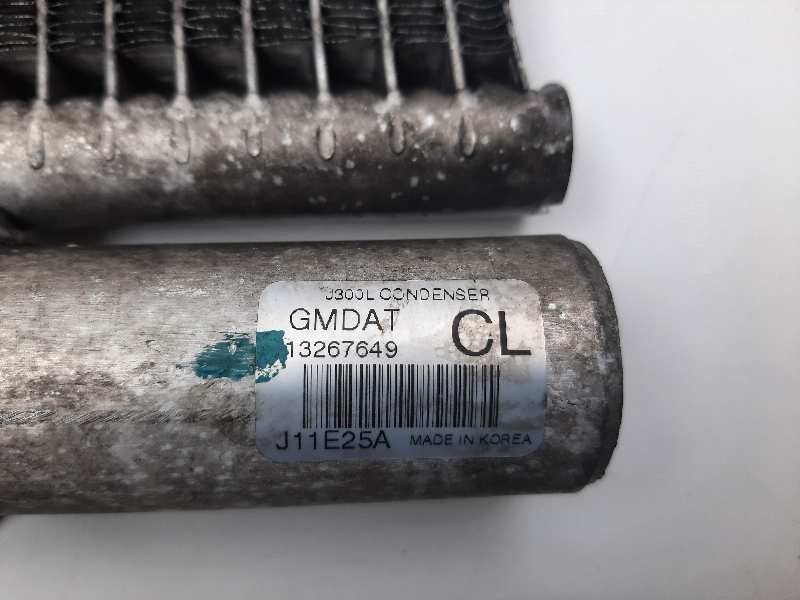 J300L CONDENSER
GMDAT CL
13267649
J11E25A MADE IN KOREA